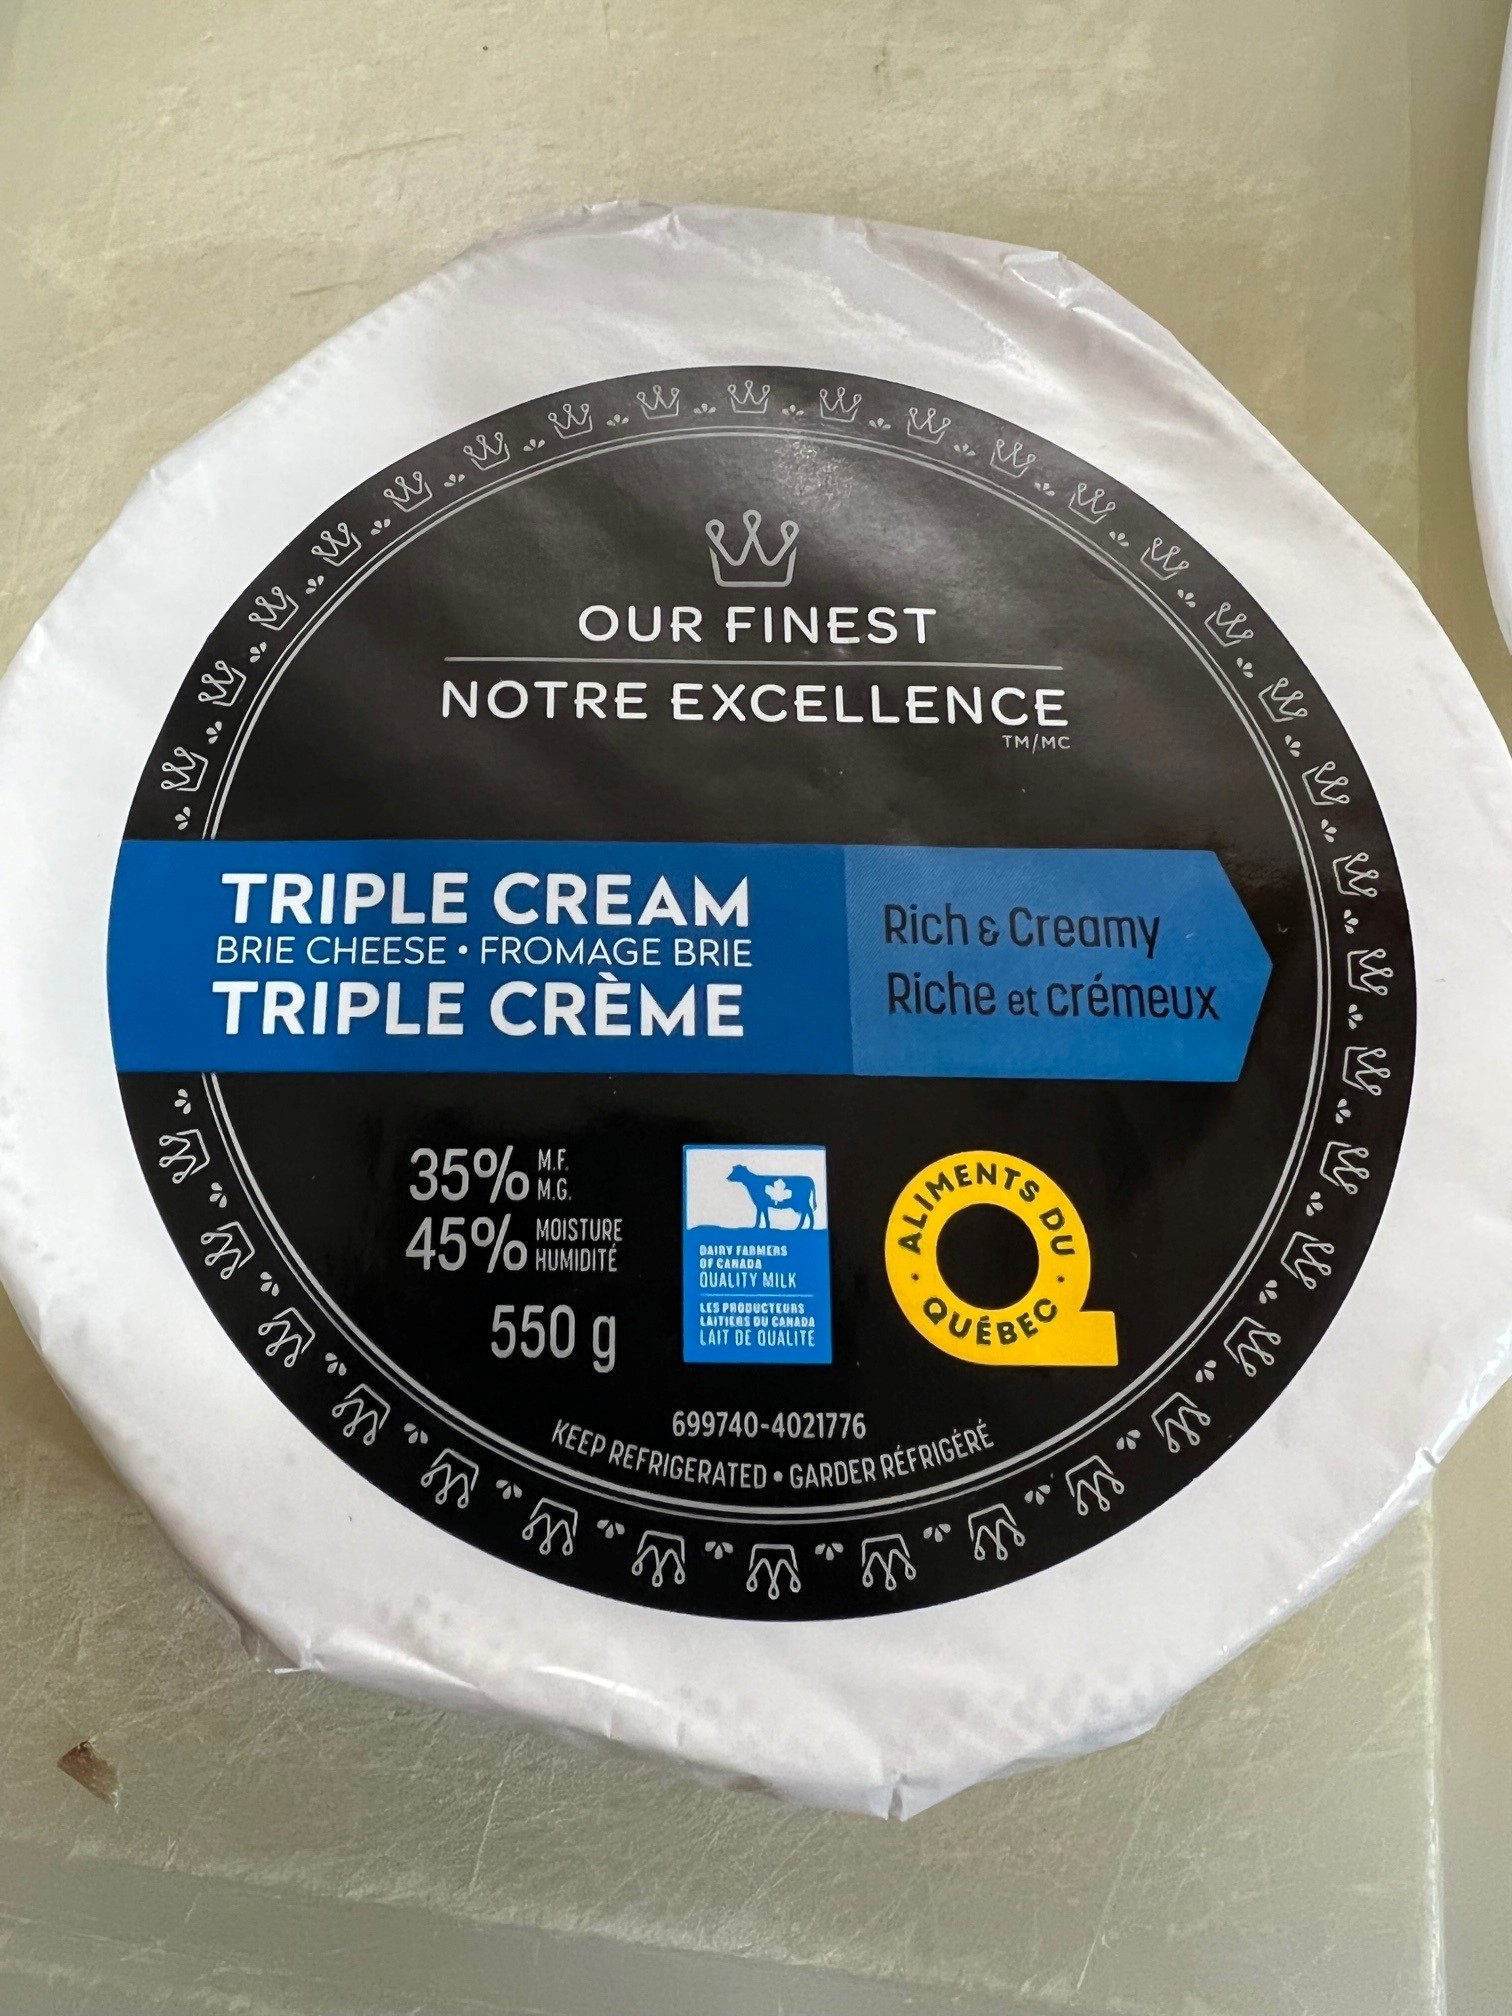 OUR FINEST
NOTRE EXCELLENCE
TM/MC
TRIPLE CREAM
BRIE CHEESE • FROMAGE BRIE
TRIPLE CRÈME
Rich & Creamy
Riche et crémeux
35% M.F.
M.G.
45% MOISTURE
HUMIDITÉ
550 g
DAIRY FARMERS
OF CANADA
QUALITY MILK
LES PRODUCTEURS
LAITIERS DU CANADA
LAIT DE QUALITÉ
ALIMENTS DU
QUÉBEC
699740-4021776
KEEP REFRIGERATED • GARDER RÉFRIGÉRÉ